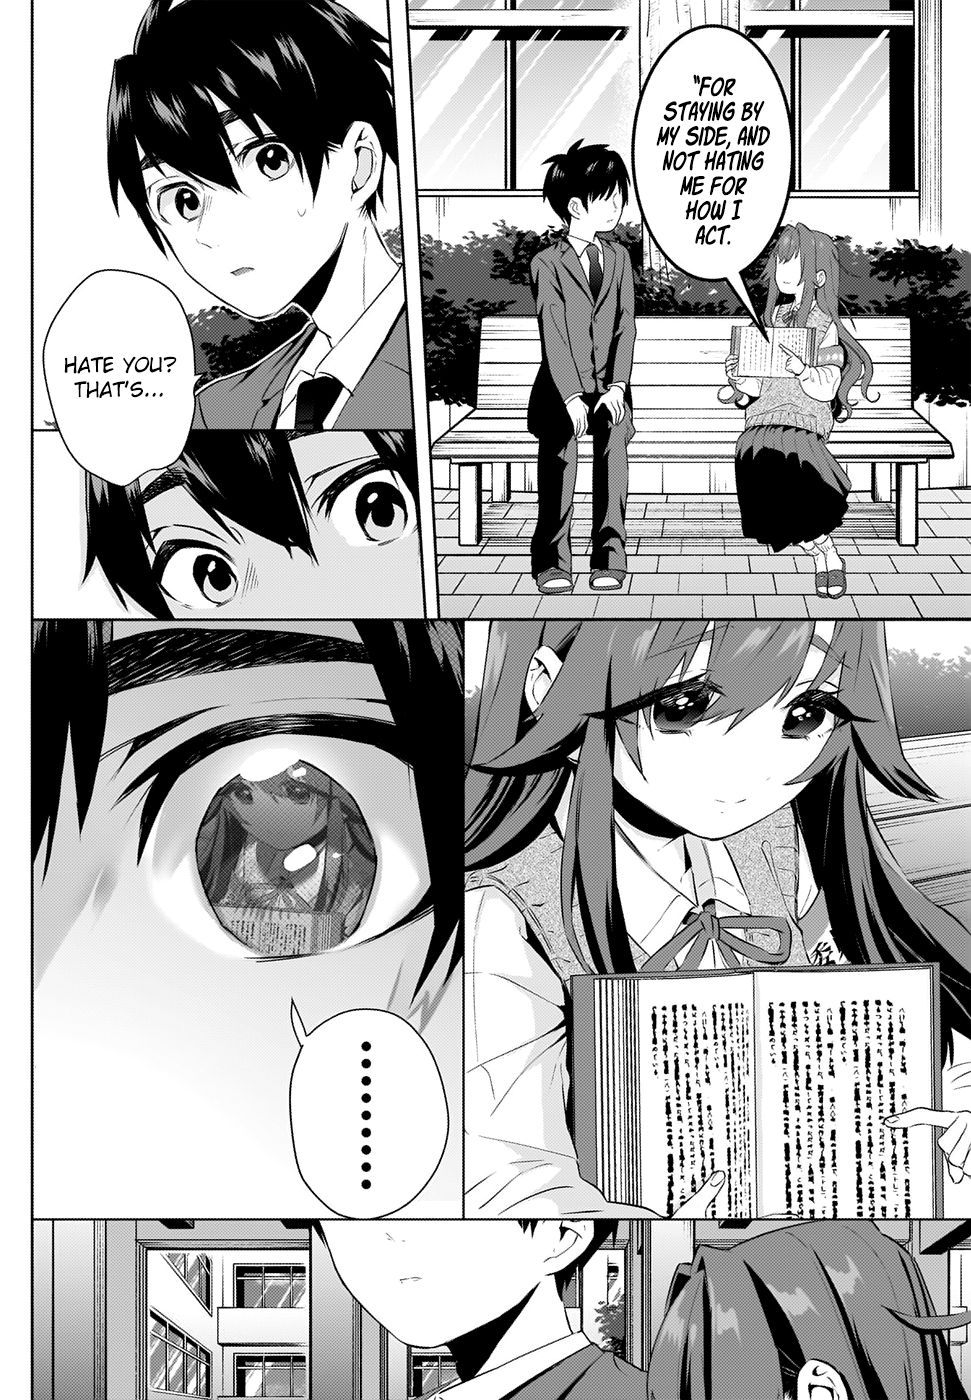 "FOR
STAYING BY
MY SIDE, AND
NOT HATING
ME FOR
HOW I
ACT.
HATE YOU?
THAT'S...
.........